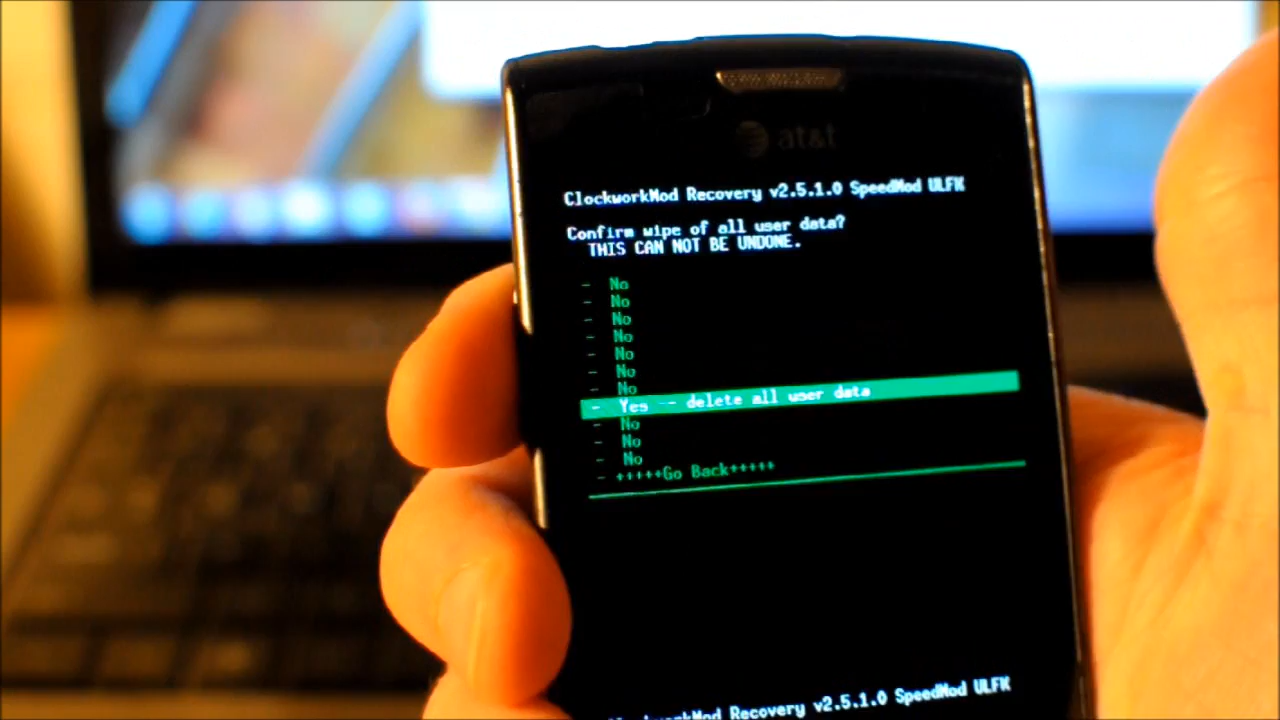 at&t
ClockworkMod Recovery v2.5.1.0 SpeedMod ULFK
Confirm wipe of all user data?
THIS CAN NOT BE UNDONE.
- No
- No
- No
- No
- No
- No
- No
- Yes -- delete all user data
- No
- No
- No
- +++++Go Back+++++
ClockworkMod Recovery v2.5.1.0 SpeedMod ULFK